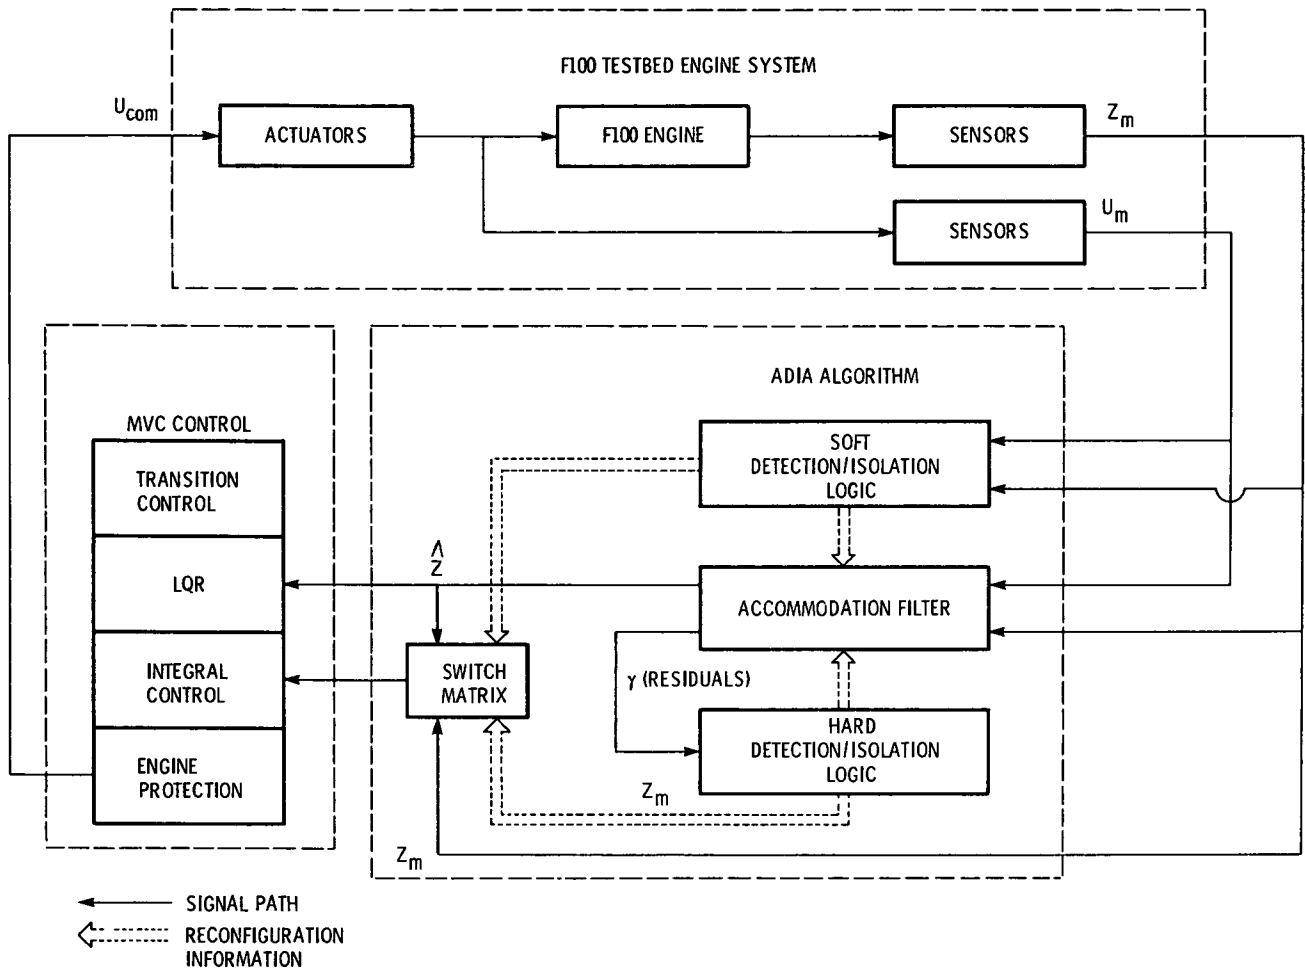 F100 TESTBED ENGINE SYSTEM
U_com
ACTUATORS
F100 ENGINE
SENSORS
Z_m
SENSORS
U_m
ADIA ALGORITHM
MVC CONTROL
TRANSITION
CONTROL
LQR
INTEGRAL
CONTROL
ENGINE
PROTECTION
SOFT
DETECTION/ISOLATION
LOGIC
Ẑ
ACCOMMODATION FILTER
SWITCH
MATRIX
γ (RESIDUALS)
HARD
DETECTION/ISOLATION
LOGIC
Z_m
Z_m
SIGNAL PATH
RECONFIGURATION
INFORMATION